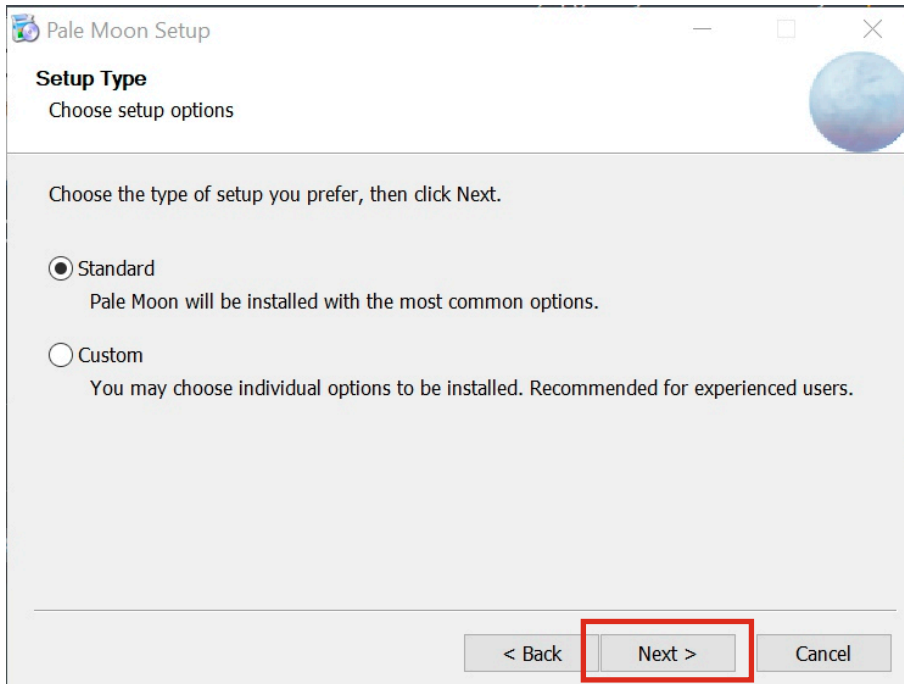 Pale Moon Setup
Setup Type
Choose setup options
Choose the type of setup you prefer, then click Next.
Standard
Pale Moon will be installed with the most common options.
Custom
You may choose individual options to be installed. Recommended for experienced users.
< Back Next > Cancel